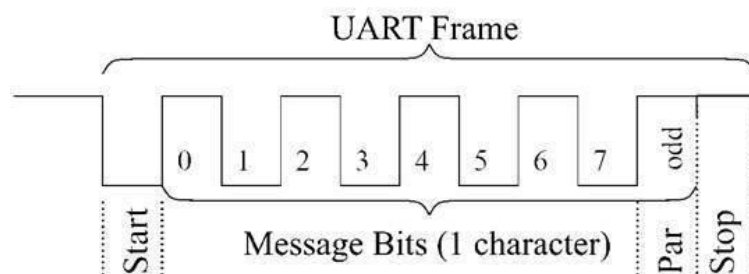 UART Frame
0 1 2 3 4 5 6 7 odd
Start Message Bits (1 character) Par Stop